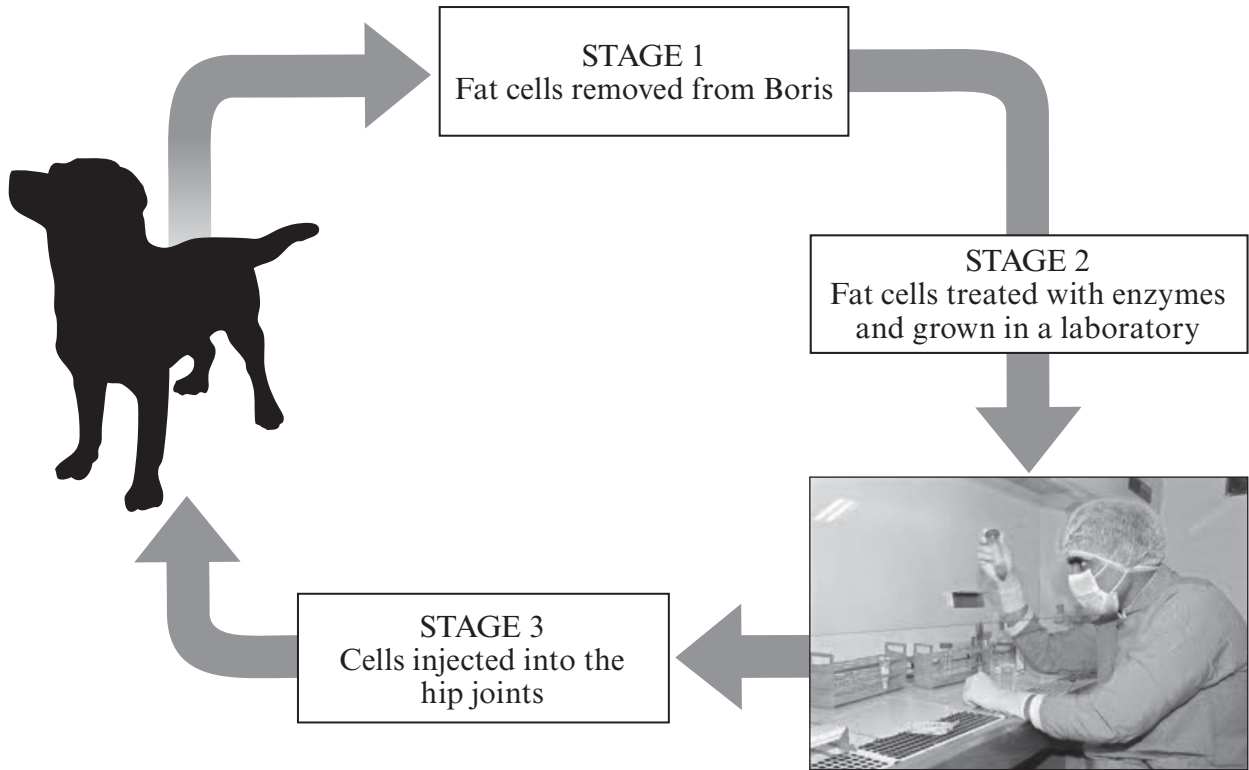 STAGE 1
Fat cells removed from Boris
STAGE 2
Fat cells treated with enzymes
and grown in a laboratory
STAGE 3
Cells injected into the
hip joints